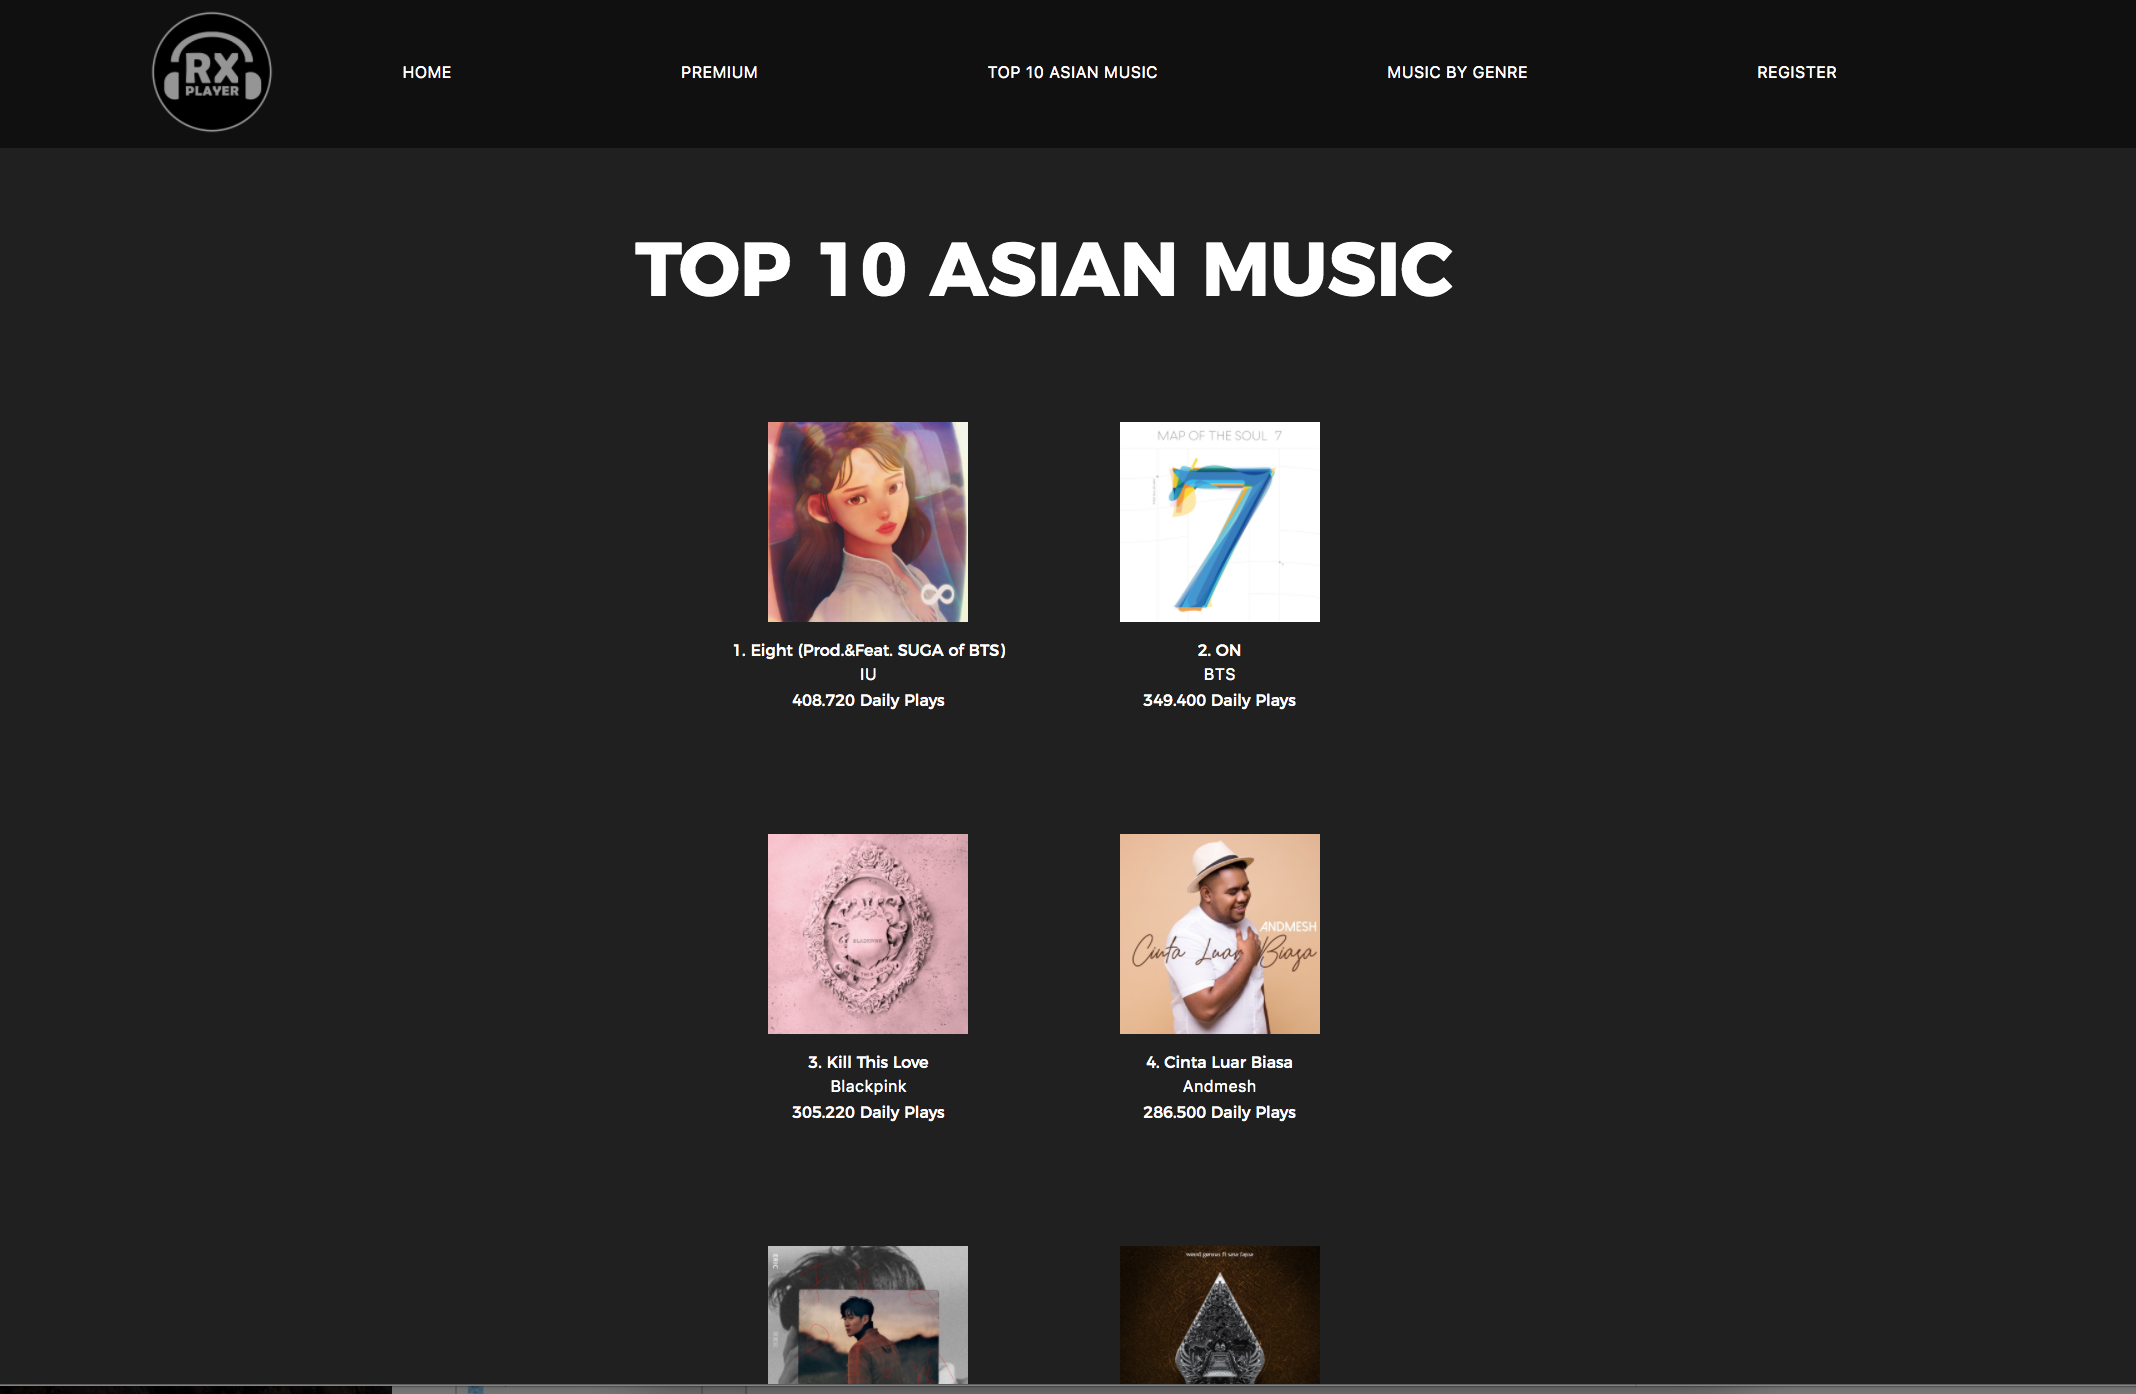 RX
PLAYER
HOME
PREMIUM
TOP 10 ASIAN MUSIC
MUSIC BY GENRE
REGISTER
TOP 10 ASIAN MUSIC
MAP OF THE SOUL 7
7
1. Eight (Prod.&Feat. SUGA of BTS)
IU
408.720 Daily Plays
2. ON
BTS
349.400 Daily Plays
BLACKPINK
ANDMESH
Cinta Luar Biasa
3. Kill This Love
Blackpink
305.220 Daily Plays
4. Cinta Luar Biasa
Andmesh
286.500 Daily Plays
ERIC